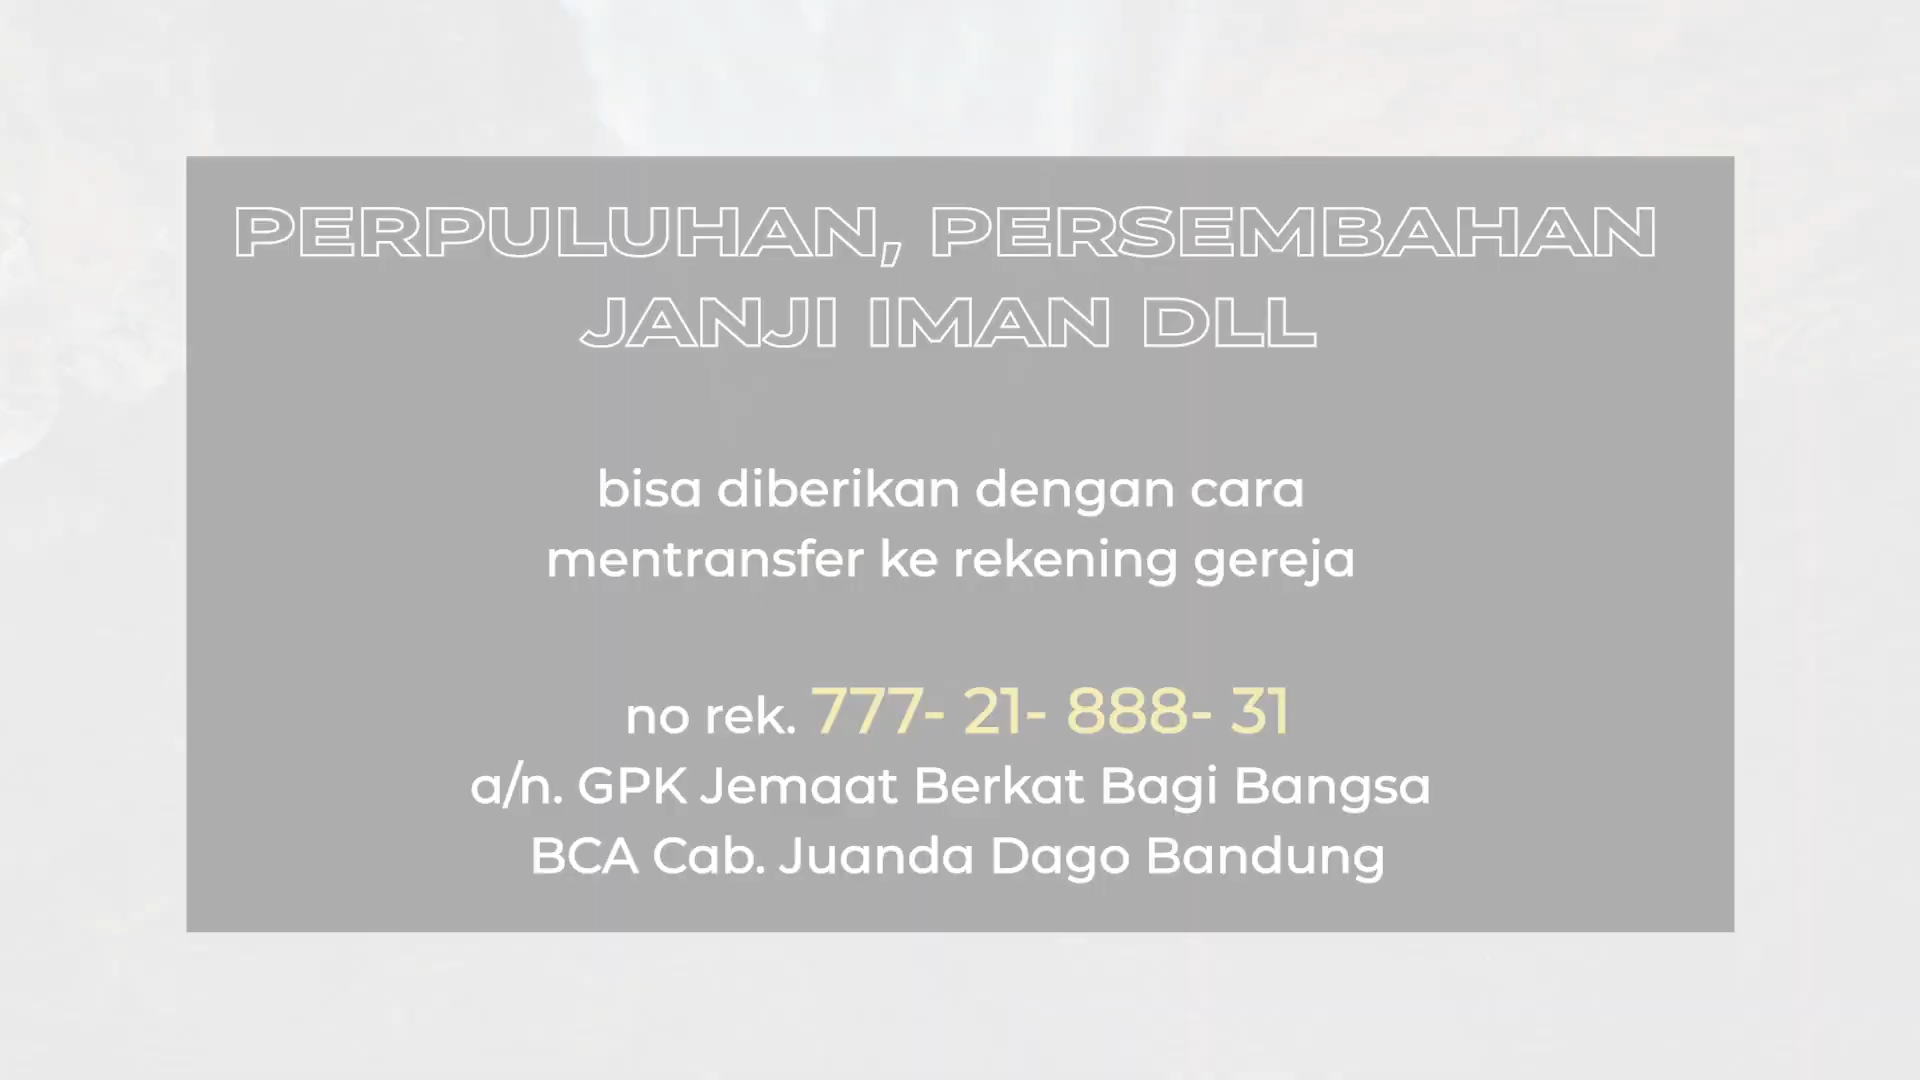 PERPULUHAN, PERSEMBAHAN
JANJI IMAN DLL
bisa diberikan dengan cara
mentransfer ke rekening gereja
no rek. 777- 21- 888- 31
a/n. GPK Jemaat Berkat Bagi Bangsa
BCA Cab. Juanda Dago Bandung